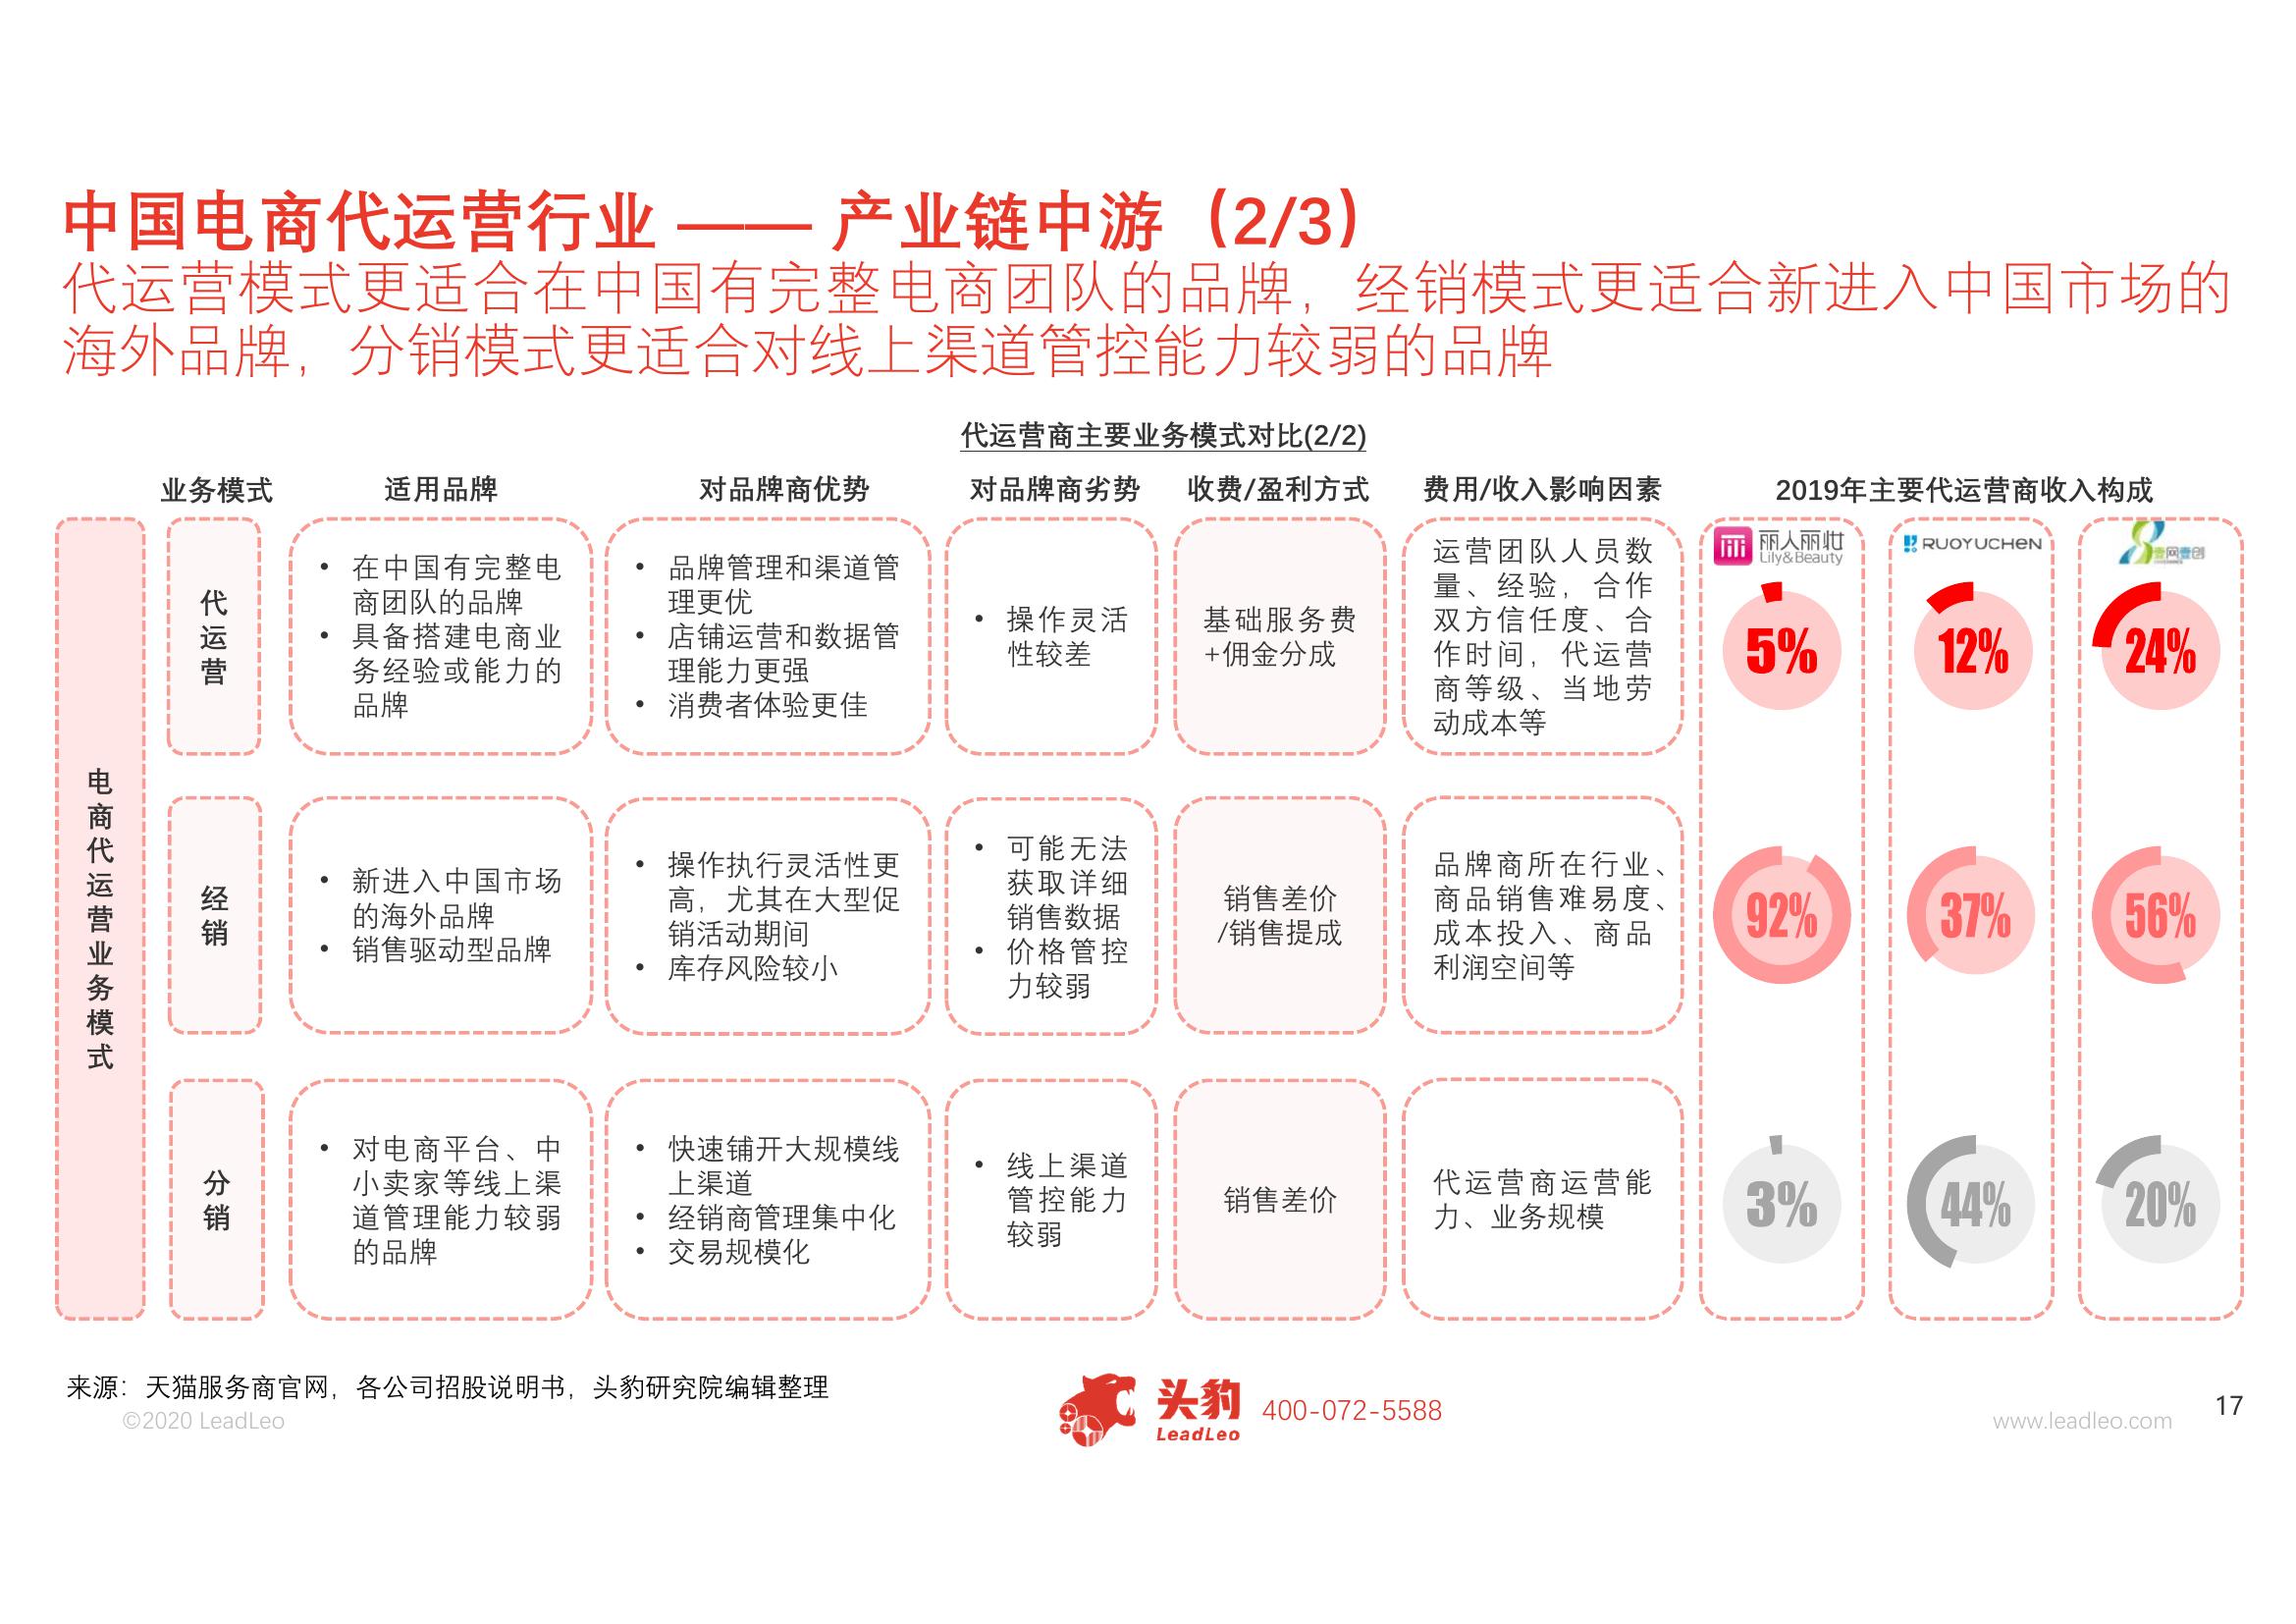 中国电商代运营行业 —— 产业链中游（2/3）
代运营模式更适合在中国有完整电商团队的品牌，经销模式更适合新进入中国市场的
海外品牌，分销模式更适合对线上渠道管控能力较弱的品牌
代运营商主要业务模式对比(2/2)
业务模式
适用品牌
对品牌商优势
对品牌商劣势
收费/盈利方式
费用/收入影响因素
2019年主要代运营商收入构成
电商代运营业务模式
丽人丽妆
Lily&Beauty
RUOYUCHEN
壹网壹创
代运营
• 在中国有完整电
商团队的品牌
• 具备搭建电商业
务经验或能力的
品牌
• 品牌管理和渠道管
理更优
• 店铺运营和数据管
理能力更强
• 消费者体验更佳
• 操作灵活
性较差
基础服务费
+佣金分成
运营团队人员数
量、经验，合作
双方信任度、合
作时间，代运营
商等级、当地劳
动成本等
5%
12%
24%
经销
• 新进入中国市场
的海外品牌
• 销售驱动型品牌
• 操作执行灵活性更
高，尤其在大型促
销活动期间
• 库存风险较小
• 可能无法
获取详细
销售数据
• 价格管控
力较弱
销售差价
/销售提成
品牌商所在行业、
商品销售难易度、
成本投入、商品
利润空间等
92%
37%
56%
分销
• 对电商平台、中
小卖家等线上渠
道管理能力较弱
的品牌
• 快速铺开大规模线
上渠道
• 经销商管理集中化
• 交易规模化
• 线上渠道
管控能力
较弱
销售差价
代运营商运营能
力、业务规模
3%
44%
20%
来源：天猫服务商官网，各公司招股说明书，头豹研究院编辑整理
©2020 LeadLeo
头豹
LeadLeo
400-072-5588
www.leadleo.com
17